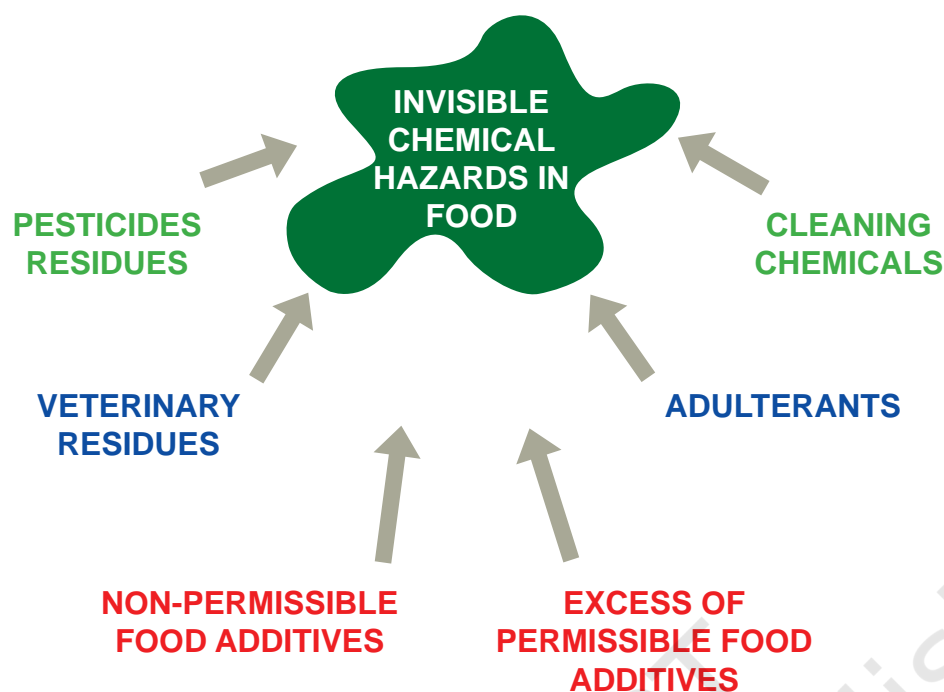 INVISIBLE
CHEMICAL
HAZARDS IN
FOOD
PESTICIDES
RESIDUES
CLEANING
CHEMICALS
VETERINARY
RESIDUES
ADULTERANTS
NON-PERMISSIBLE
FOOD ADDITIVES
EXCESS OF
PERMISSIBLE FOOD
ADDITIVES